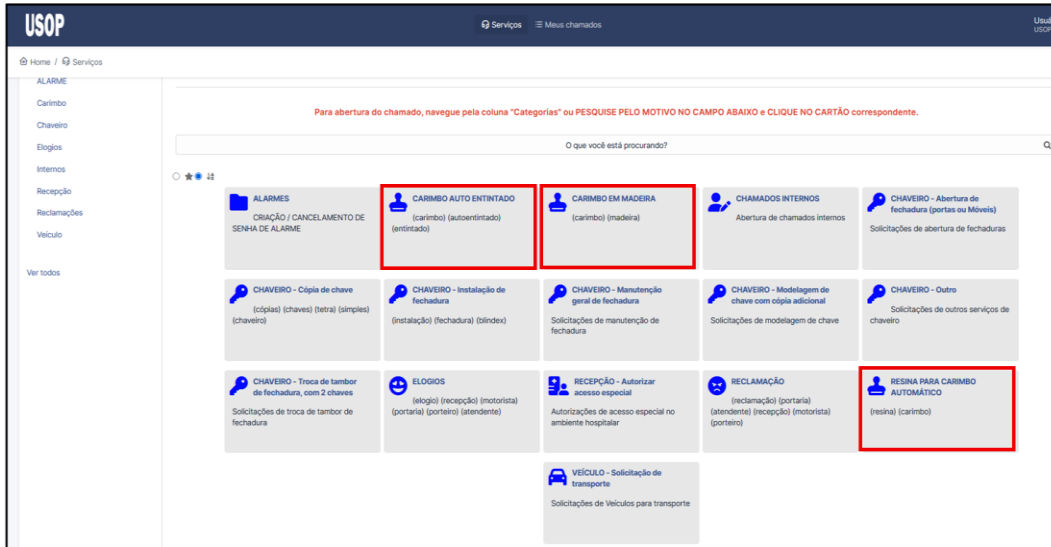 USOP
Serviços
Meus chamados
USOP
Home / Serviços
ALARME
Carimbo
Chaveiro
Elogios
Internos
Recepção
Reclamações
Veículo
Ver todos
Para abertura do chamado, navegue pela coluna "Categorias" ou PESQUISE PELO MOTIVO NO CAMPO ABAIXO e CLIQUE NO CARTÃO correspondente.
O que você está procurando?
ALARMES
CRIAÇÃO / CANCELAMENTO DE
SENHA DE ALARME
CARIMBO AUTO ENTINTADO
(carimbo) (autoentintado)
(entintado)
CARIMBO EM MADEIRA
(carimbo) (madeira)
CHAMADOS INTERNOS
Abertura de chamados internos
CHAVEIRO - Abertura de
fechadura (portas ou Móveis)
Solicitações de abertura de fechaduras
CHAVEIRO - Cópia de chave
(cópias) (chaves) (tetra) (simples)
(chaveiro)
CHAVEIRO - Instalação de
fechadura
(instalação) (fechadura) (blindex)
CHAVEIRO - Manutenção
geral de fechadura
Solicitações de manutenção de
fechadura
CHAVEIRO - Modelagem de
chave com cópia adicional
Solicitações de modelagem de chave
CHAVEIRO - Outro
Solicitações de outros serviços de
chaveiro
CHAVEIRO - Troca de tambor
de fechadura, com 2 chaves
Solicitações de troca de tambor de
fechadura
ELOGIOS
(elogio) (recepção) (motorista)
(portaria) (porteiro) (atendente)
RECEPÇÃO - Autorizar
acesso especial
Autorizações de acesso especial no
ambiente hospitalar
RECLAMAÇÃO
(reclamação) (portaria)
(atendente) (recepção) (motorista)
(porteiro)
RESINA PARA CARIMBO
AUTOMÁTICO
(resina) (carimbo)
VEÍCULO - Solicitação de
transporte
Solicitações de Veículos para transporte